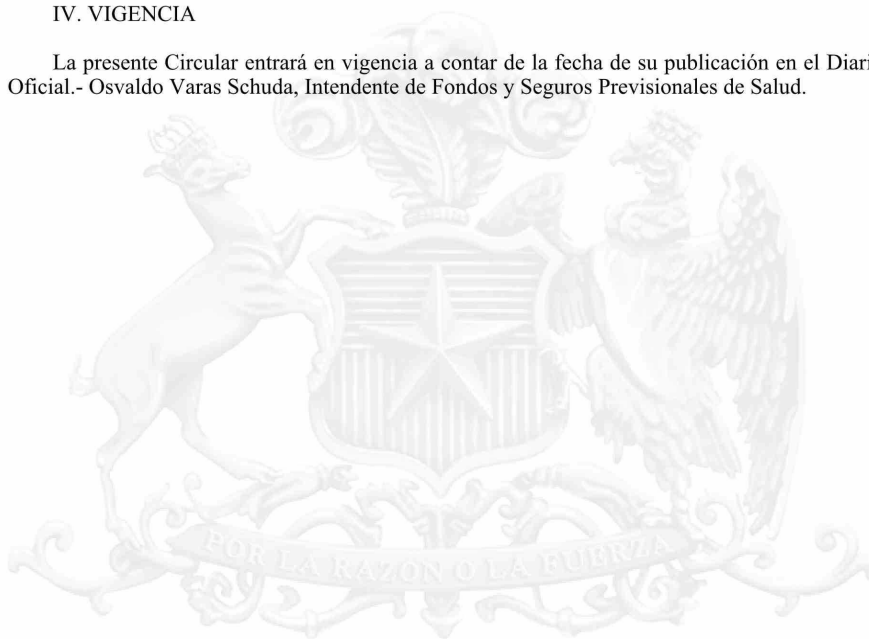 IV. VIGENCIA
La presente Circular entrará en vigencia a contar de la fecha de su publicación en el Diari
Oficial.- Osvaldo Varas Schuda, Intendente de Fondos y Seguros Previsionales de Salud.
POR LA RAZÓN O LA FUERZA